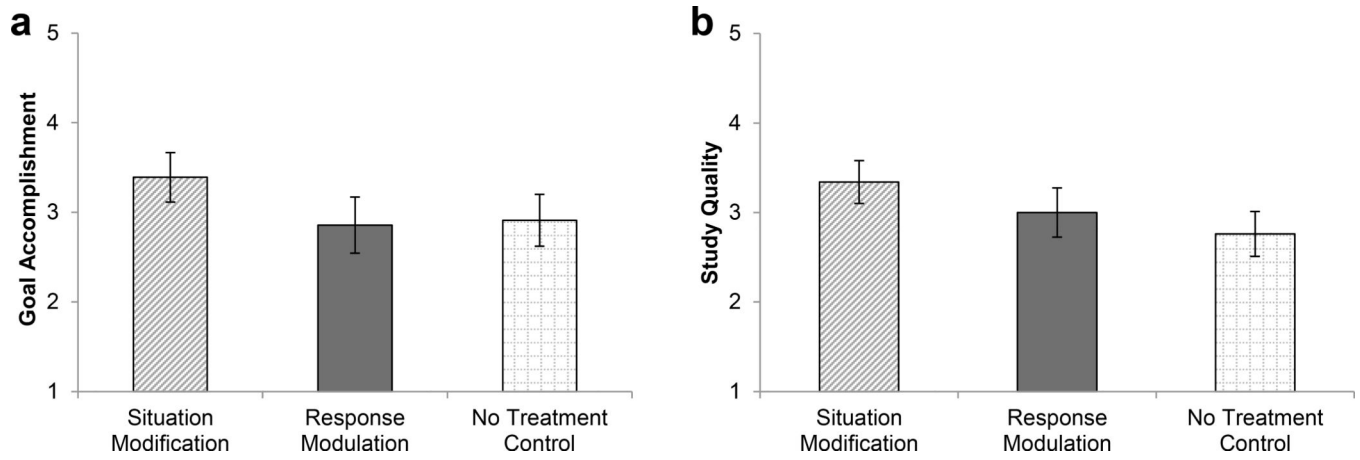 a
5
4
3
2
1
Goal Accomplishment
Situation
Modification
Response
Modulation
No Treatment
Control
b
5
4
3
2
1
Study Quality
Situation
Modification
Response
Modulation
No Treatment
Control